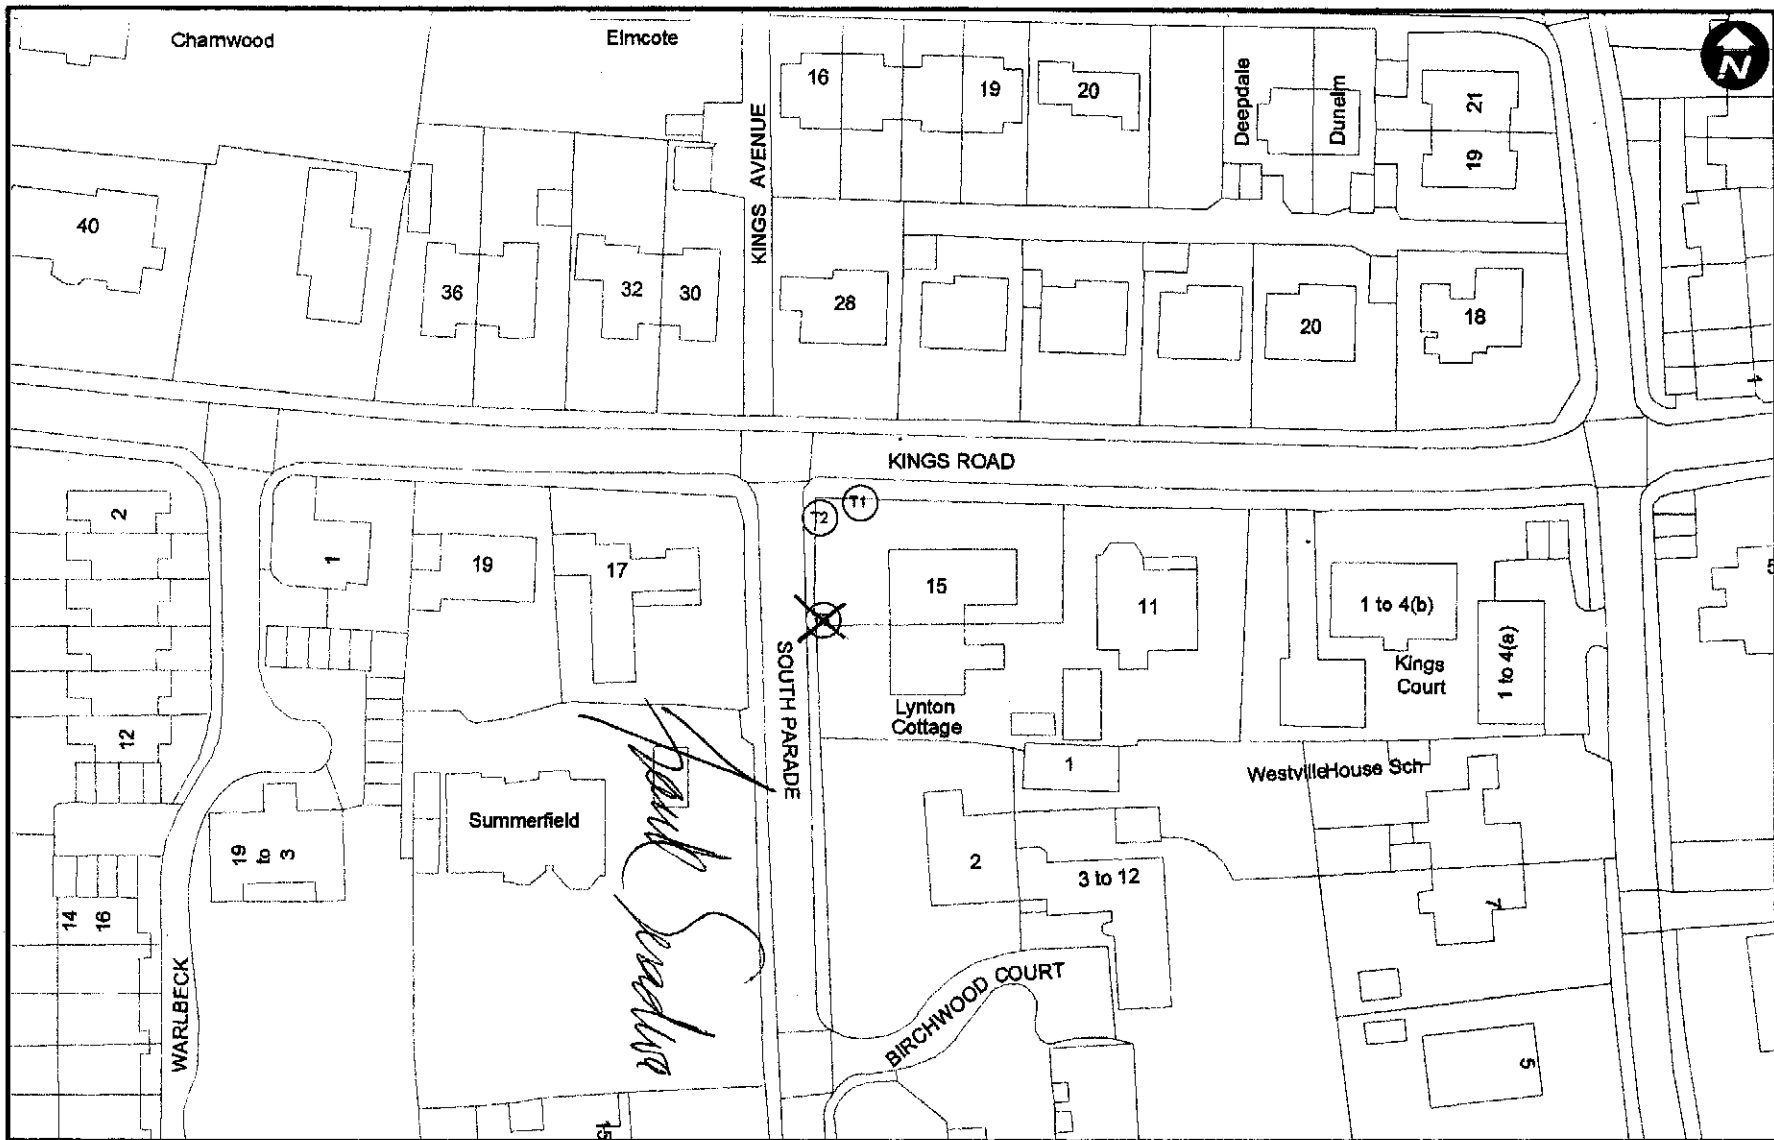 Charnwood
Elmcote
N
16
19
20
Deepdale
Dunelm
21
19
KINGS AVENUE
40
36
32
30
28
20
18
1
KINGS ROAD
T1
T2
2
1
19
17
15
11
1 to 4(b)
1 to 4(a)
Kings
Court
5
SOUTH PARADE
Lynton
Cottage
12
1
WestvilleHouse Sch
Summerfield
19
to 3
2
3 to 12
7
14
16
WARLBECK
BIRCHWOOD COURT
5
15